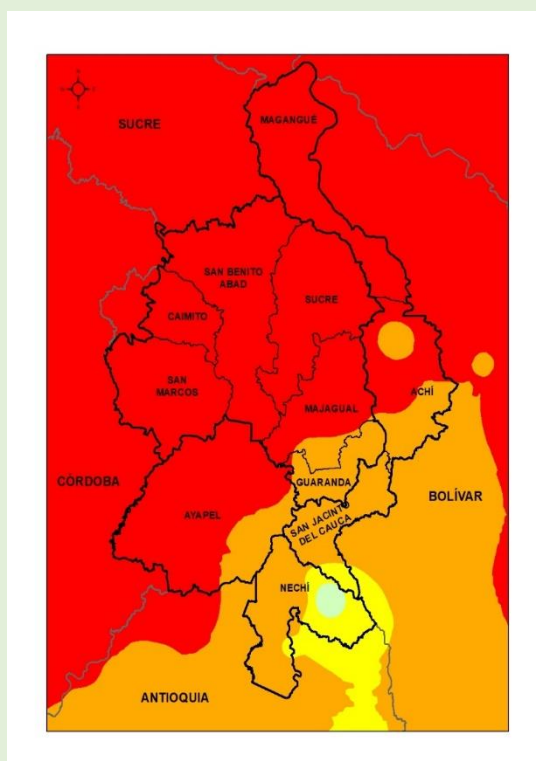 SUCRE
MAGANGUÉ
SAN BENITO
ABAD
SUCRE
CAIMITO
SAN
MARCOS
MAJAGUAL
ACHÍ
CÓRDOBA
GUARANDA
BOLÍVAR
AYAPEL
SAN JACINTO
DEL CAUCA
NECHÍ
ANTIOQUIA